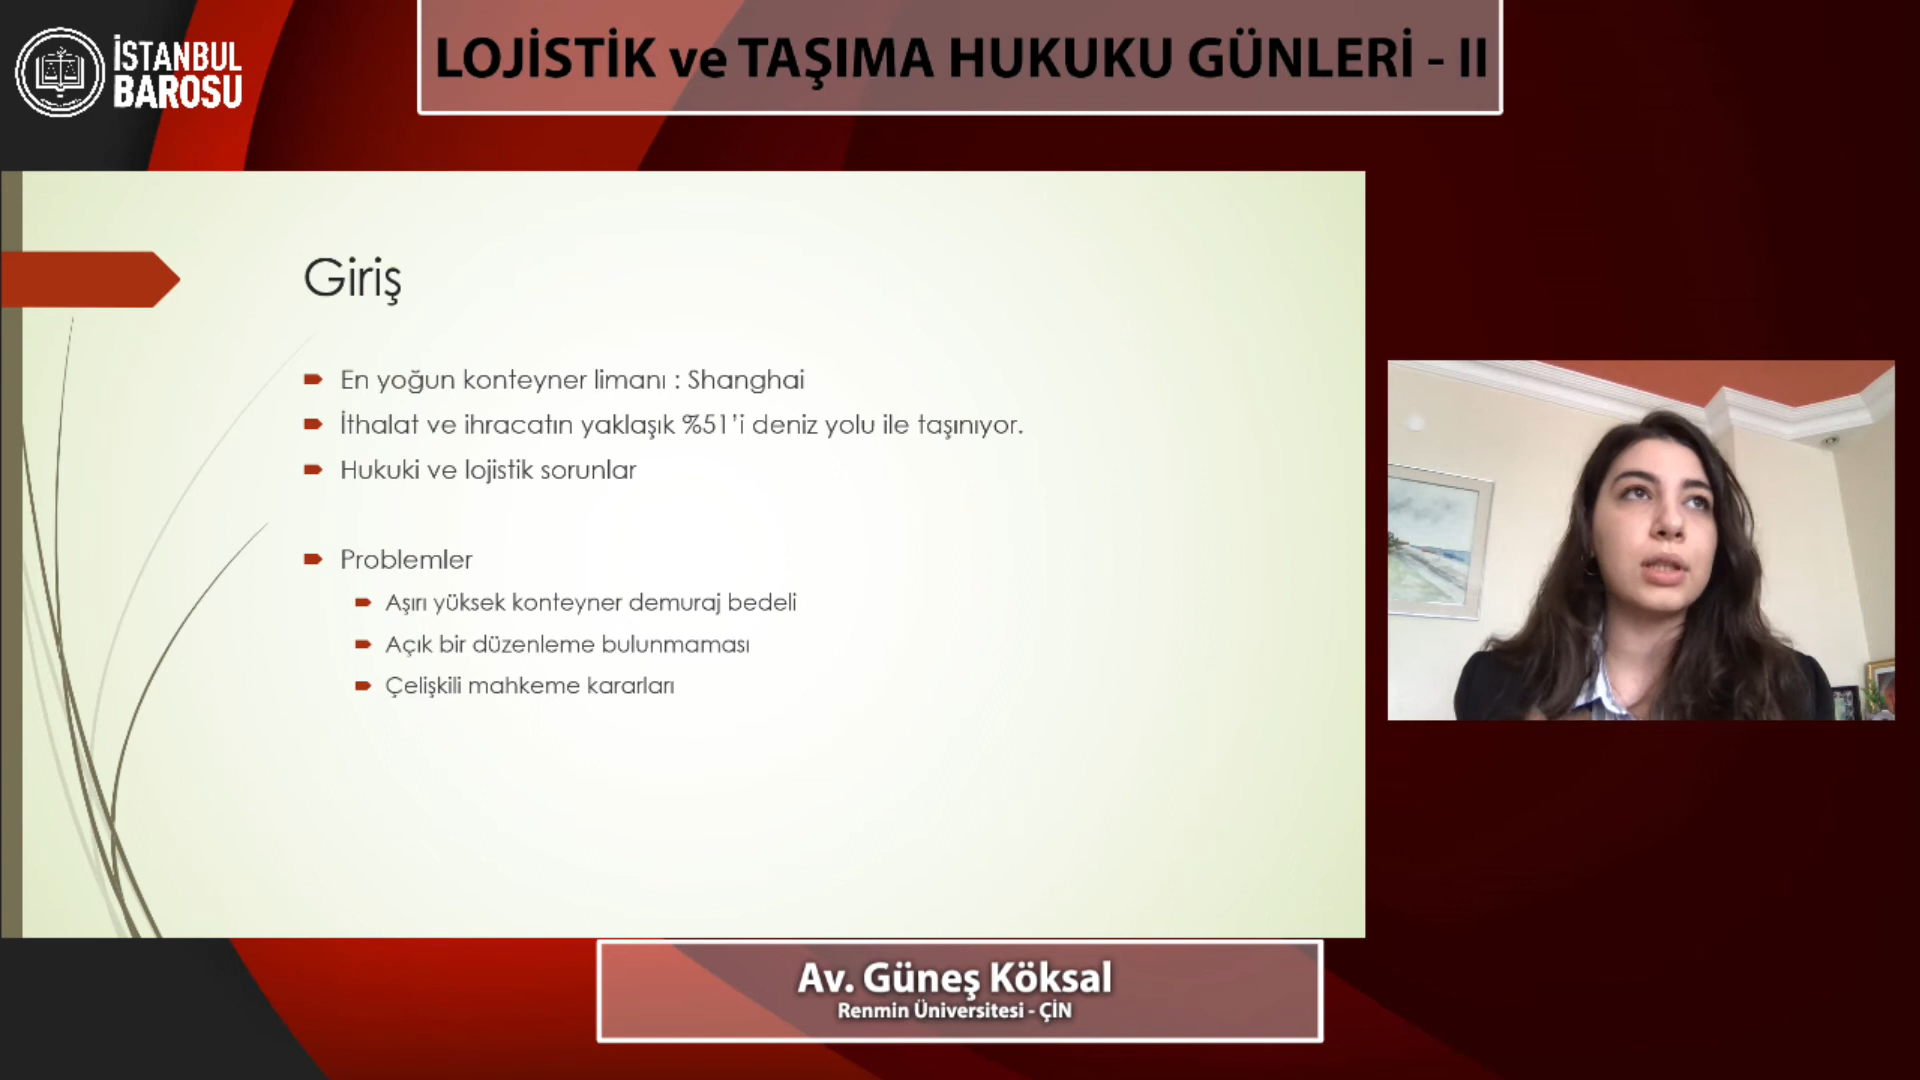 İSTANBUL
BAROSU
LOJİSTİK ve TAŞIMA HUKUKU GÜNLERİ - II
Giriş
En yoğun konteyner limanı : Shanghai
İthalat ve ihracatın yaklaşık %51'i deniz yolu ile taşınıyor.
Hukuki ve lojistik sorunlar
Problemler
Aşırı yüksek konteyner demuraj bedeli
Açık bir düzenleme bulunmaması
Çelişkili mahkeme kararları
Av. Güneş Köksal
Renmin Üniversitesi - ÇİN